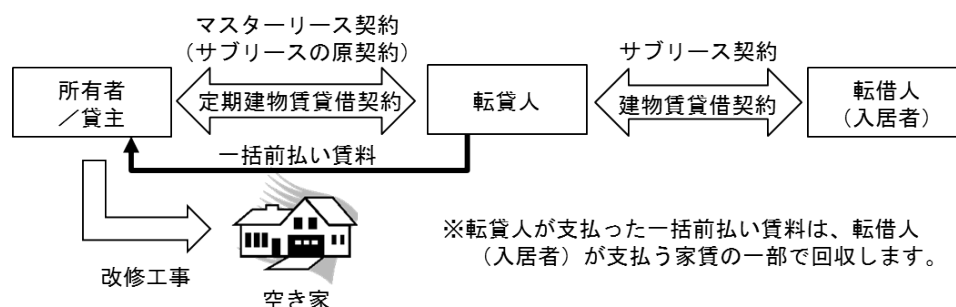 マスターリース契約
（サブリースの原契約）
サブリース契約
所有者
／貸主
定期建物賃貸借契約
転貸人
建物賃貸借契約
転借人
（入居者）
一括前払い賃料
改修工事
空き家
※転貸人が支払った一括前払い賃料は、転借人
（入居者）が支払う家賃の一部で回収します。